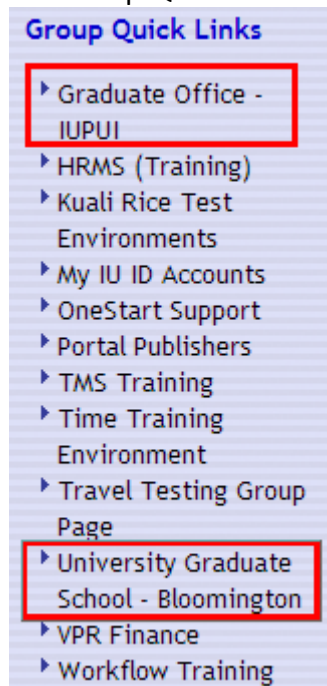 Group Quick Links
Graduate Office -
IUPUI
HRMS (Training)
Kuali Rice Test
Environments
My IU ID Accounts
OneStart Support
Portal Publishers
TMS Training
Time Training
Environment
Travel Testing Group
Page
University Graduate
School - Bloomington
VPR Finance
Workflow Training